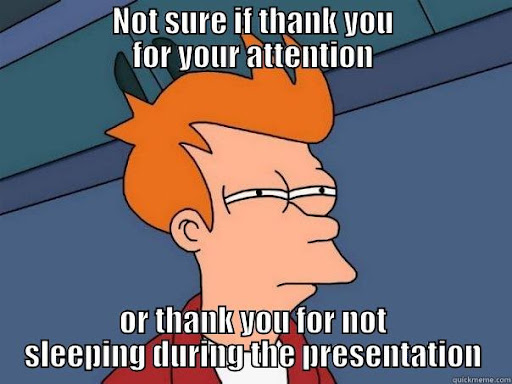 Not sure if thank you
for your attention
or thank you for not
sleeping during the presentation
quickmeme.com